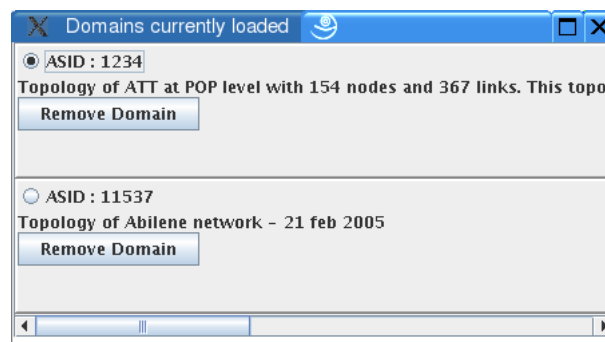 Domains currently loaded
ASID : 1234
Topology of ATT at POP level with 154 nodes and 367 links. This topo
Remove Domain
ASID : 11537
Topology of Abilene network - 21 feb 2005
Remove Domain